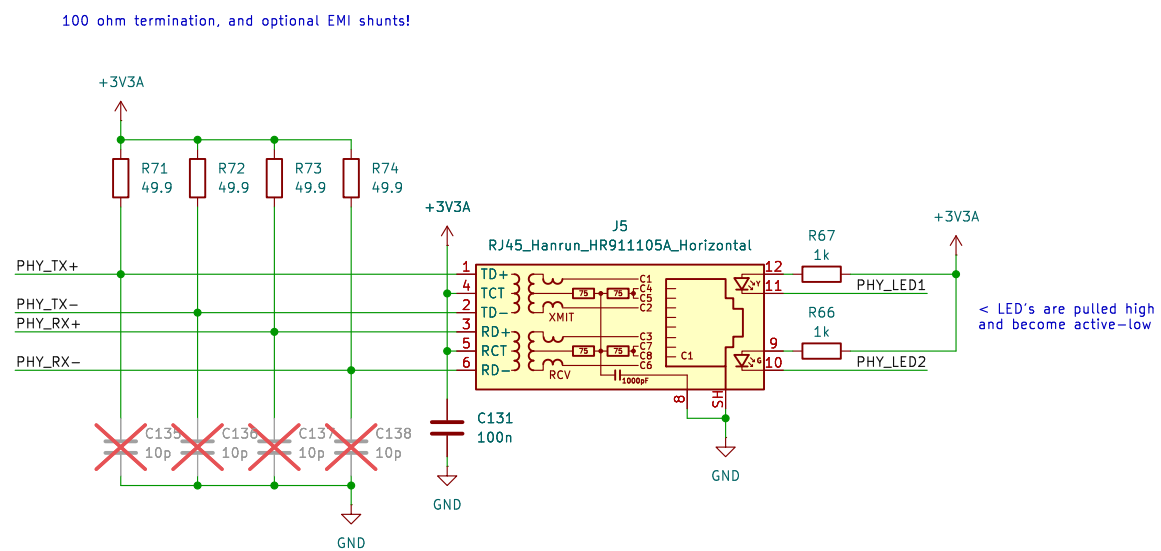 100 ohm termination, and optional EMI shunts!
+3V3A
R71
49.9
R72
49.9
R73
49.9
R74
49.9
+3V3A
J5
RJ45_Hanrun_HR911105A_Horizontal
+3V3A
R67
1k
R66
1k
PHY_TX+
PHY_TX-
PHY_RX+
PHY_RX-
1
4
2
3
5
6
TD+
TCT
TD-
RD+
RCT
RD-
XMIT
RCV
75
75
75
75
1000pF
C1
C4
C5
C2
C3
C7
C8
C6
C1
Y
G
12
11
9
10
8
SH
PHY_LED1
PHY_LED2
< LED's are pulled high
and become active-low
C135
10p
C136
10p
C137
10p
C138
10p
C131
100n
GND
GND
GND